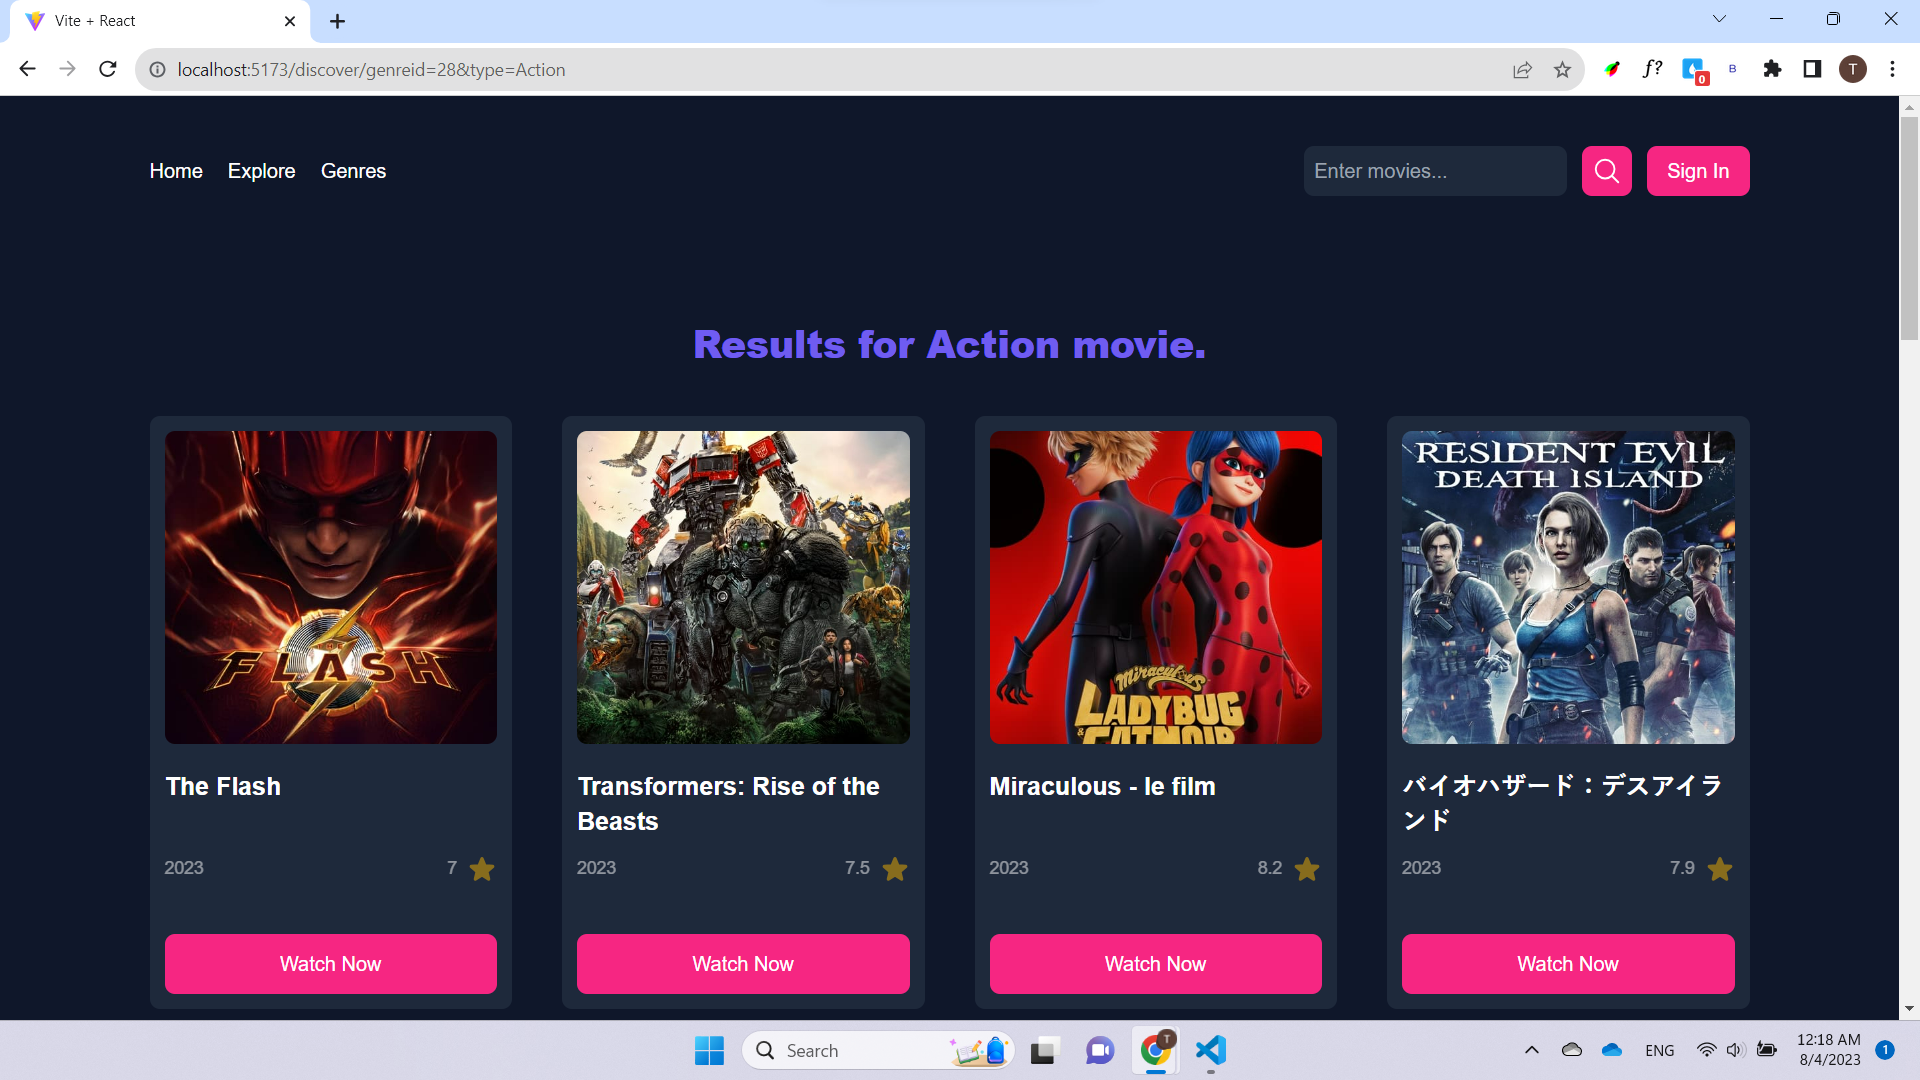 Vite + React
localhost:5173/discover/genreid=28&type=Action
f?
0
B
T
Home Explore Genres
Enter movies...
Sign In
Results for Action movie.
THE
FLASH
Miraculous
LADYBUG
& CATNOIR
RESIDENT EVIL
DEATH ISLAND
The Flash
Transformers: Rise of the
Beasts
Miraculous - le film
バイオハザード：デスアイラ
ンド
2023 7
2023 7.5
2023 8.2
2023 7.9
Watch Now
Watch Now
Watch Now
Watch Now
Search
T
ENG
12:18 AM
8/4/2023
1